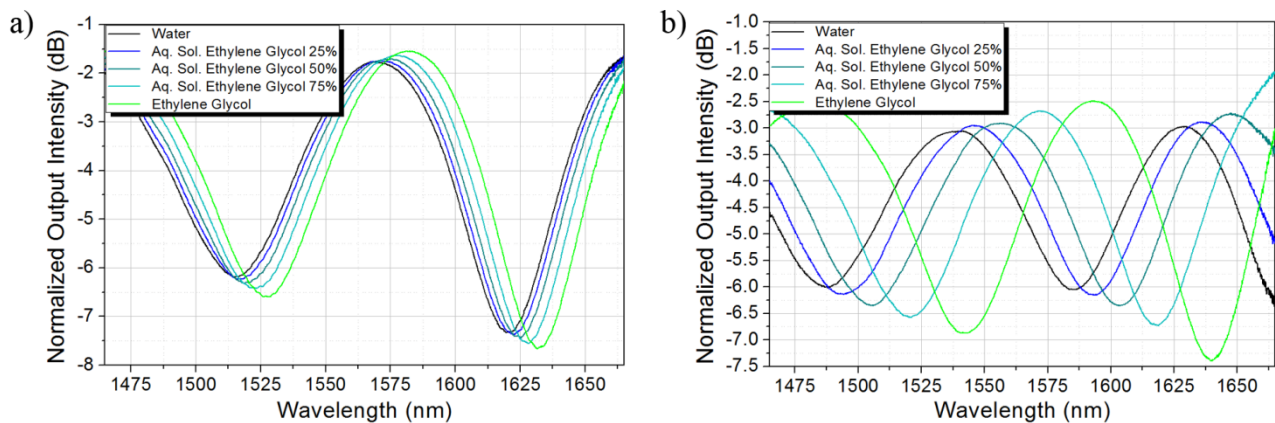 a)
Normalized Output Intensity (dB)
-1
-2
-3
-4
-5
-6
-7
-8
Water
Aq. Sol. Ethylene Glycol 25%
Aq. Sol. Ethylene Glycol 50%
Aq. Sol. Ethylene Glycol 75%
Ethylene Glycol
1475 1500 1525 1550 1575 1600 1625 1650
Wavelength (nm)
b)
Normalized Output Intensity (dB)
-1.0
-1.5
-2.0
-2.5
-3.0
-3.5
-4.0
-4.5
-5.0
-5.5
-6.0
-6.5
-7.0
-7.5
Water
Aq. Sol. Ethylene Glycol 25%
Aq. Sol. Ethylene Glycol 50%
Aq. Sol. Ethylene Glycol 75%
Ethylene Glycol
1475 1500 1525 1550 1575 1600 1625 1650
Wavelength (nm)